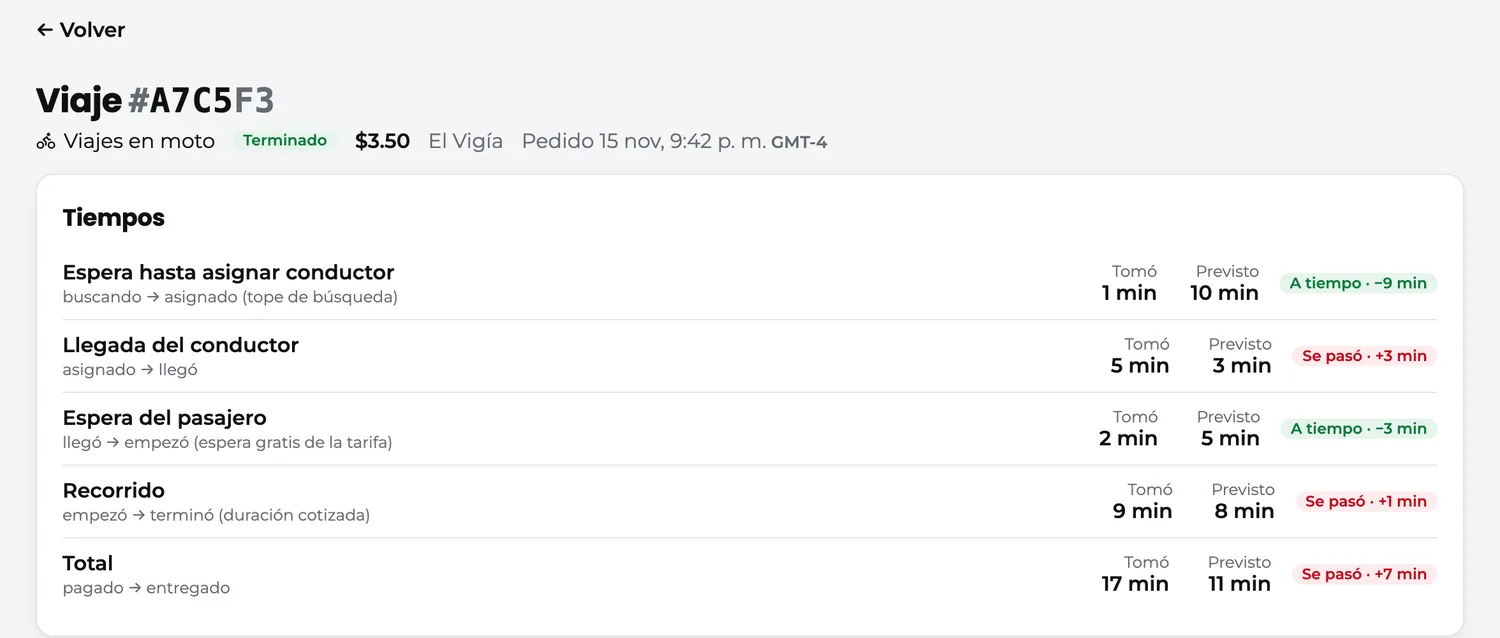 ← Volver
Viaje #A7C5F3
Viajes en moto Terminado $3.50 El Vigía Pedido 15 nov, 9:42 p. m. GMT-4
Tiempos
Espera hasta asignar conductor
buscando → asignado (tope de búsqueda)
Tomó Previsto
1 min 10 min
A tiempo · −9 min
Llegada del conductor
asignado → llegó
Tomó Previsto
5 min 3 min
Se pasó · +3 min
Espera del pasajero
llegó → empezó (espera gratis de la tarifa)
Tomó Previsto
2 min 5 min
A tiempo · −3 min
Recorrido
empezó → terminó (duración cotizada)
Tomó Previsto
9 min 8 min
Se pasó · +1 min
Total
pagado → entregado
Tomó Previsto
17 min 11 min
Se pasó · +7 min